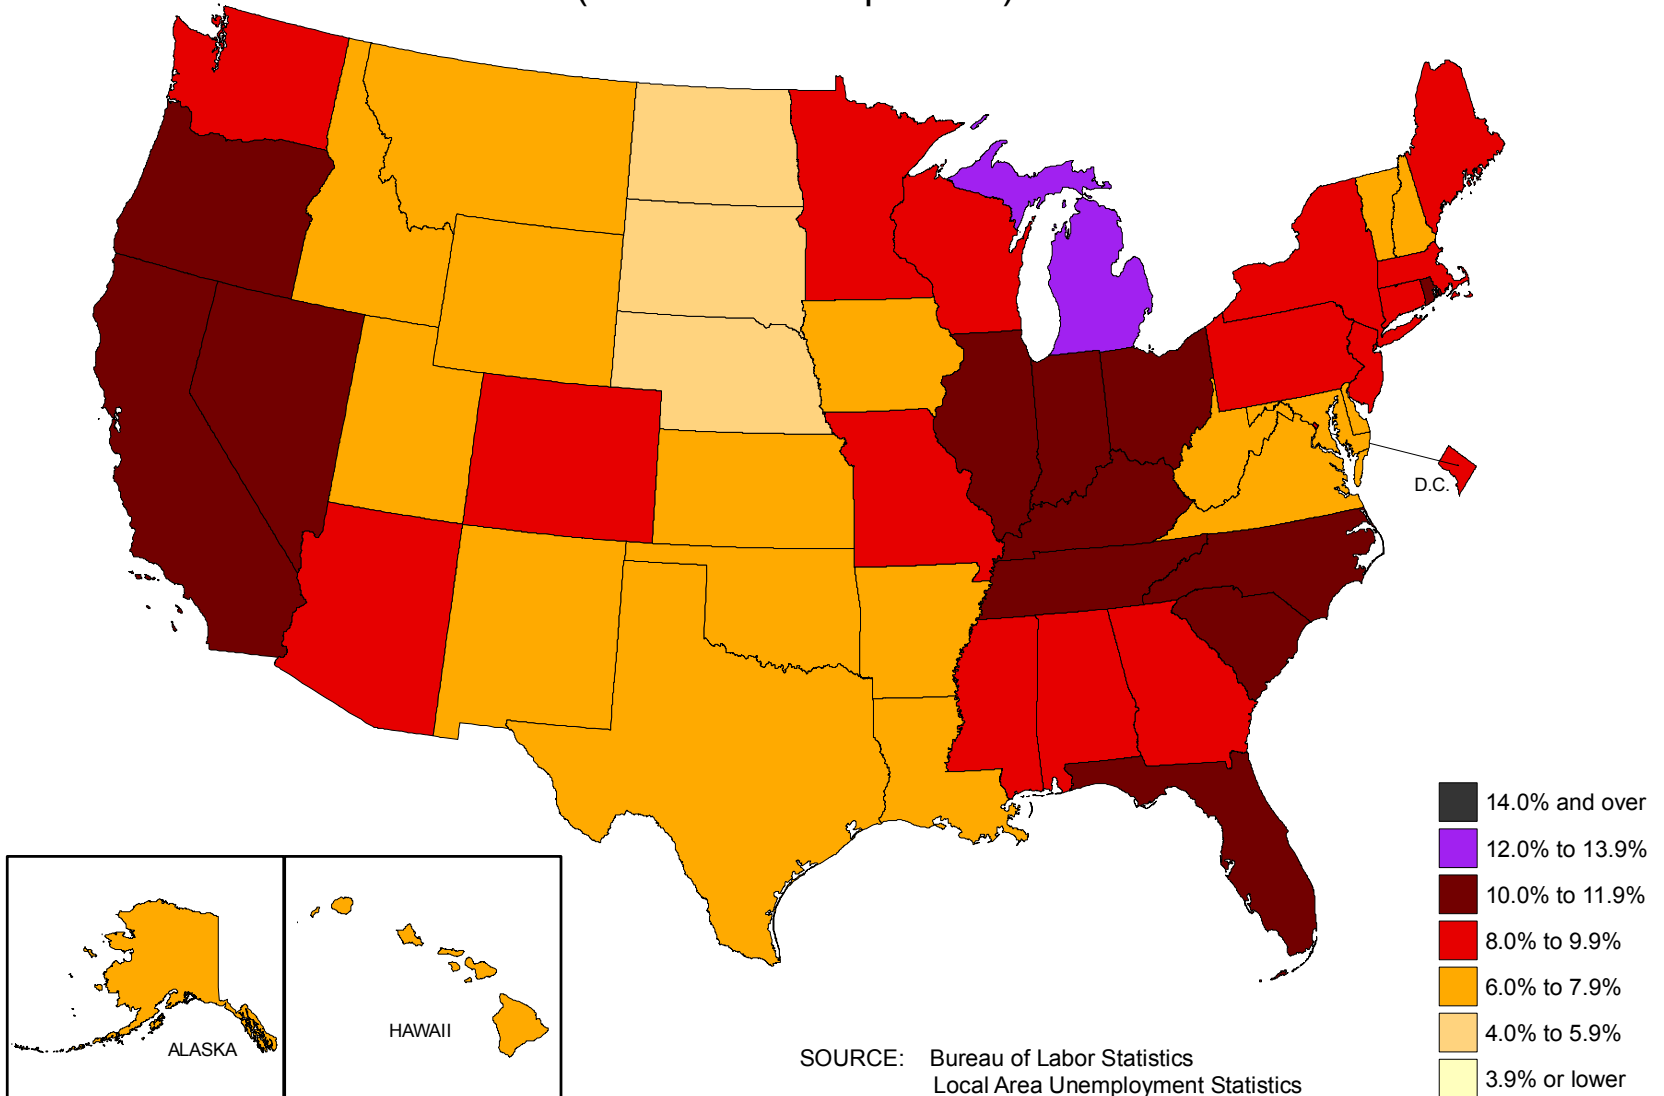 D.C.
14.0% and over
12.0% to 13.9%
10.0% to 11.9%
8.0% to 9.9%
6.0% to 7.9%
4.0% to 5.9%
3.9% or lower
HAWAII
ALASKA
SOURCE: Bureau of Labor Statistics
Local Area Unemployment Statistics